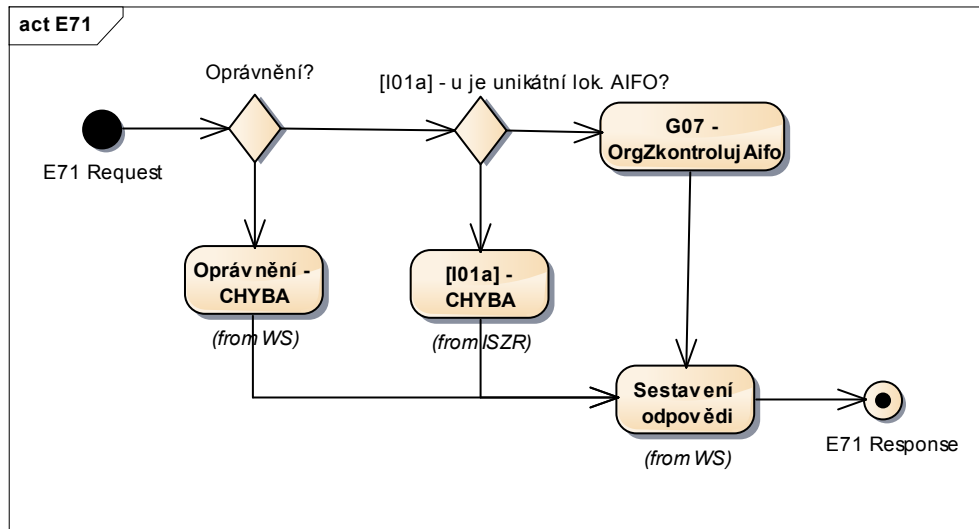 act E71
Oprávnění?
[I01a] - u je unikátní lok. AIFO?
G07 -
OrgZkontrolujAifo
E71 Request
Oprávnění -
CHYBA
(from WS)
[I01a] -
CHYBA
(from ISZR)
Sestavení
odpovědi
(from WS)
E71 Response